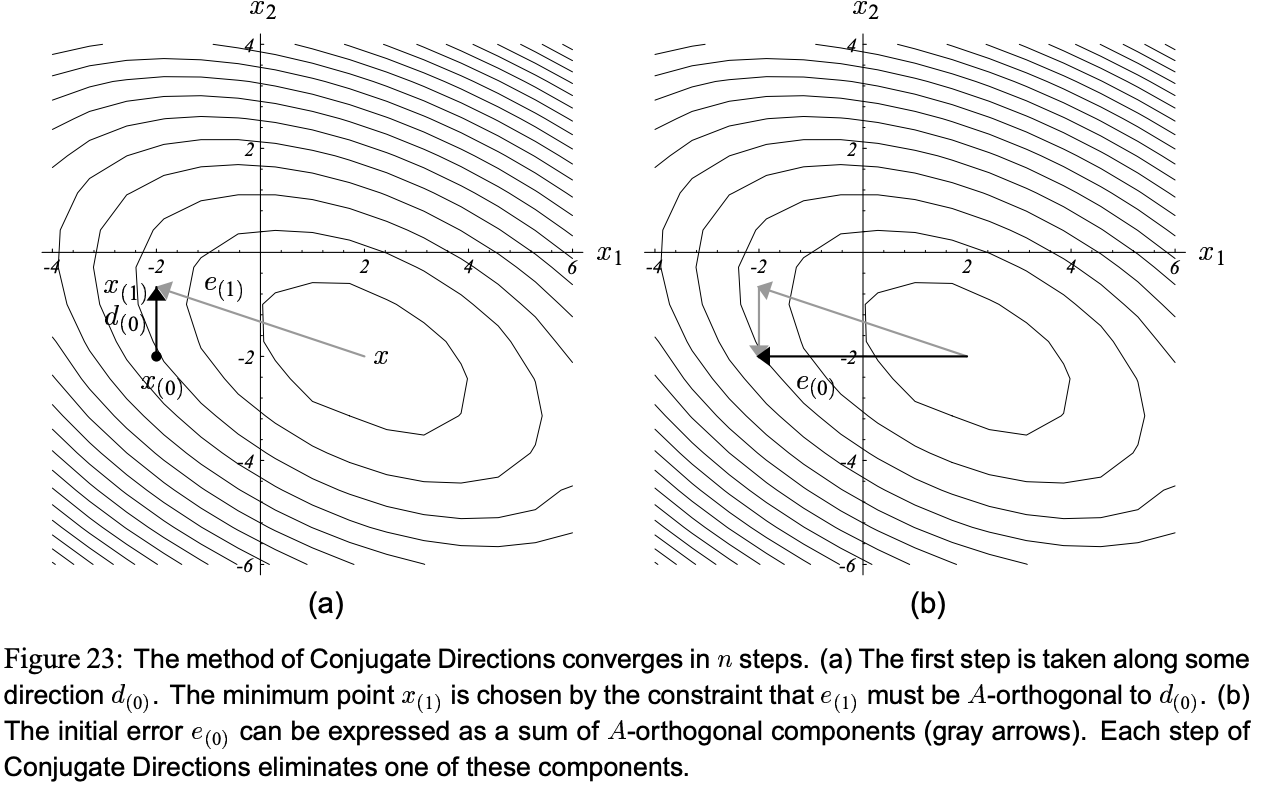 x₂
4
2
-4
-2
2
4
6
x₁
x₍₁₎
e₍₁₎
d₍₀₎
-2
x
x₍₀₎
-4
-6
(a)
x₂
4
2
-4
-2
2
4
6
x₁
-2
e₍₀₎
-4
-6
(b)
Figure 23: The method of Conjugate Directions converges in n steps. (a) The first step is taken along some
direction d₍₀₎. The minimum point x₍₁₎ is chosen by the constraint that e₍₁₎ must be A-orthogonal to d₍₀₎. (b)
The initial error e₍₀₎ can be expressed as a sum of A-orthogonal components (gray arrows). Each step of
Conjugate Directions eliminates one of these components.